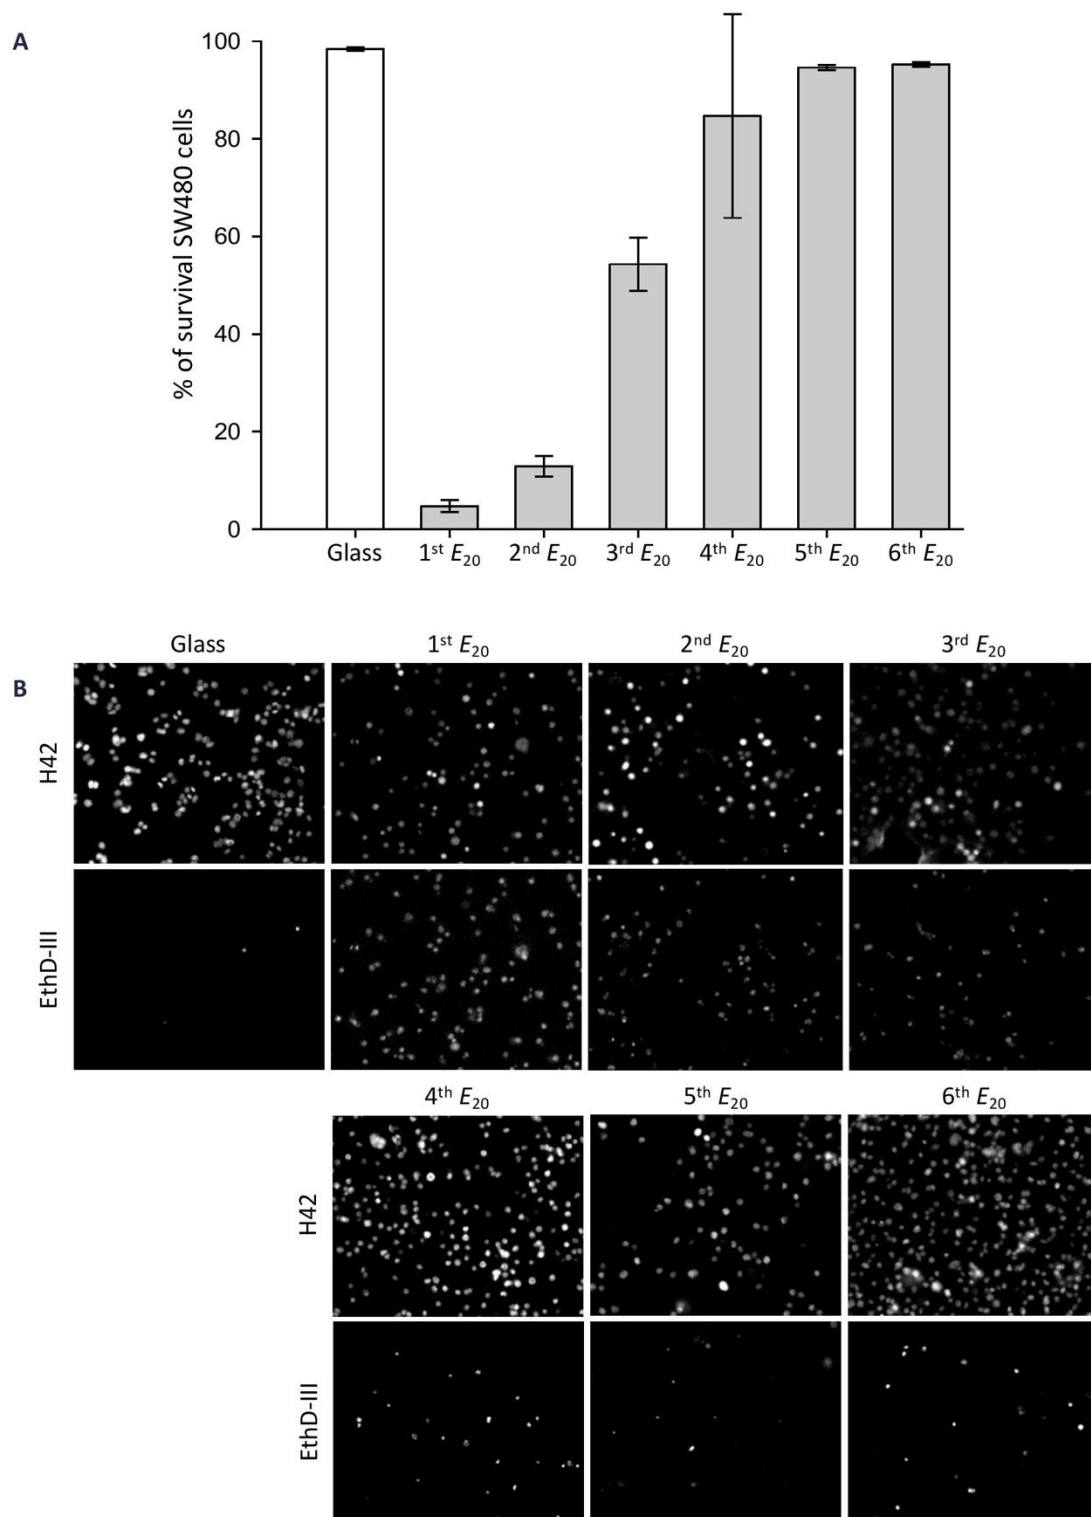 A
% of survival SW480 cells
100
80
60
40
20
0
Glass 1st E20 2nd E20 3rd E20 4th E20 5th E20 6th E20
B
Glass 1st E20 2nd E20 3rd E20
H42
EthD-III
4th E20 5th E20 6th E20
H42
EthD-III